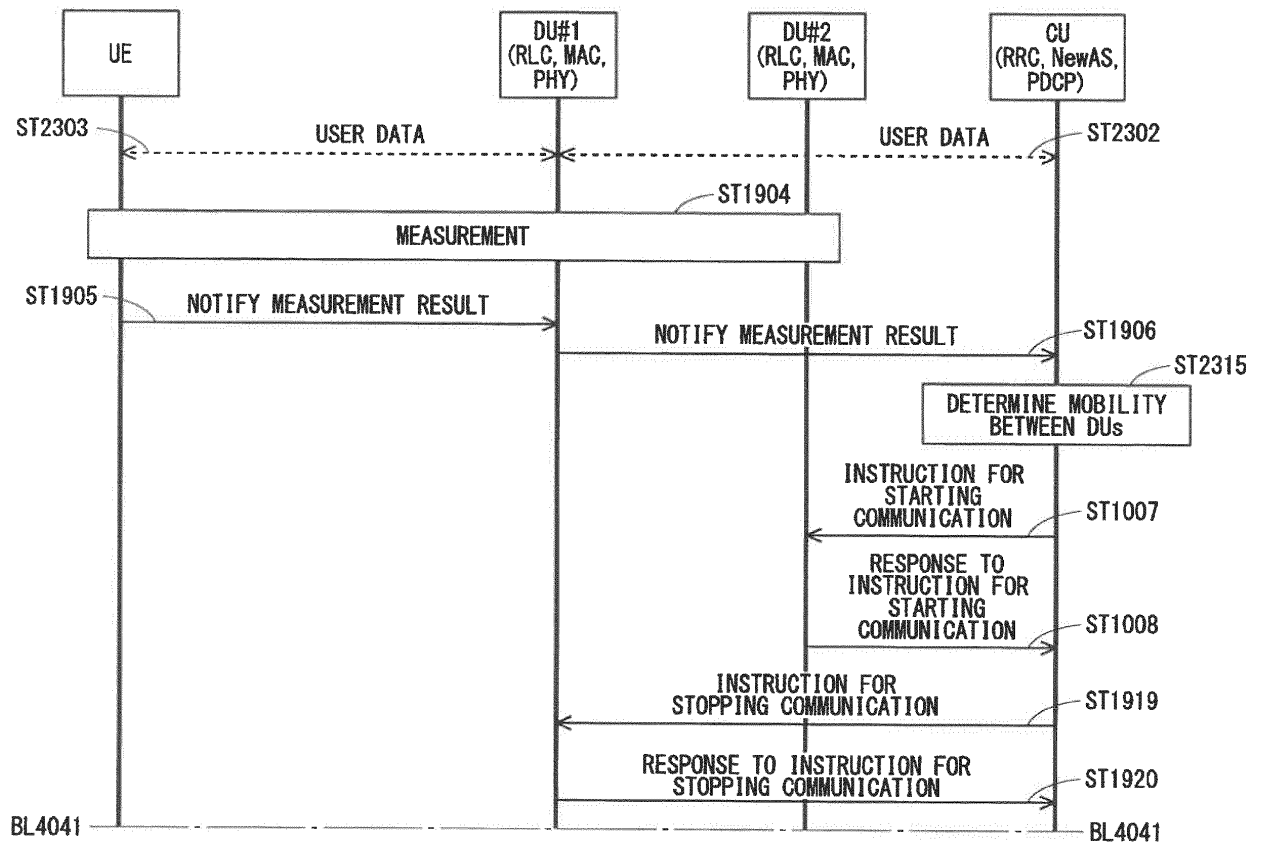 UE
DU#1
(RLC, MAC,
PHY)
DU#2
(RLC, MAC,
PHY)
CU
(RRC, NewAS,
PDCP)
ST2303
USER DATA
USER DATA
ST2302
ST1904
MEASUREMENT
ST1905
NOTIFY MEASUREMENT RESULT
NOTIFY MEASUREMENT RESULT
ST1906
ST2315
DETERMINE MOBILITY
BETWEEN DUs
INSTRUCTION FOR
STARTING
COMMUNICATION
ST1007
RESPONSE TO
INSTRUCTION FOR
STARTING
COMMUNICATION
ST1008
INSTRUCTION FOR
STOPPING COMMUNICATION
ST1919
RESPONSE TO INSTRUCTION FOR
STOPPING COMMUNICATION
ST1920
BL4041
BL4041